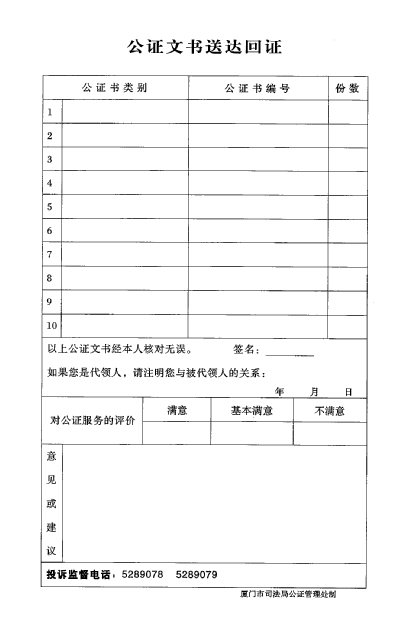 公证文书送达回证
公证书类别 公证书编号 份数
1
2
3
4
5
6
7
8
9
10
以上公证文书经本人核对无误。 签名：
如果您是代领人，请注明您与被代领人的关系：
年 月 日
对公证服务的评价 满意 基本满意 不满意
意
见
或
建
议
投诉监督电话：5289078 5289079
厦门市司法局公证管理处制